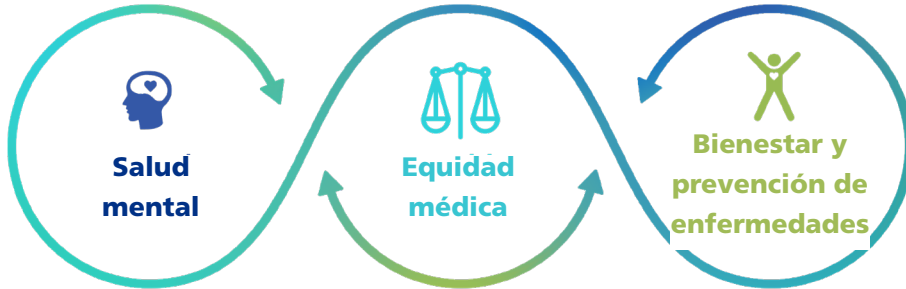 Salud
mental
Equidad
médica
Bienestar y
prevención de
enfermedades